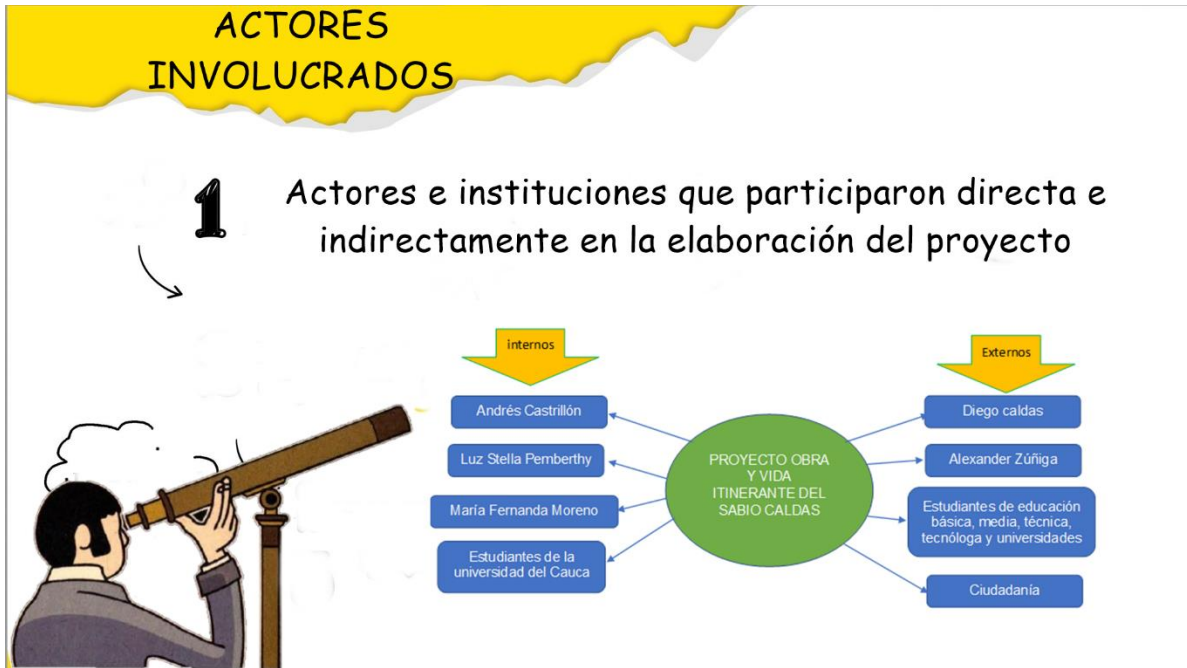 ACTORES
INVOLUCRADOS
1
Actores e instituciones que participaron directa e
indirectamente en la elaboración del proyecto
internos
Externos
Andrés Castrillón
Luz Stella Pemberthy
María Fernanda Moreno
Estudiantes de la
universidad del Cauca
PROYECTO OBRA
Y VIDA
ITINERANTE DEL
SABIO CALDAS
Diego caldas
Alexander Zúñiga
Estudiantes de educación
básica, media, técnica,
tecnóloga y universidades
Ciudadanía